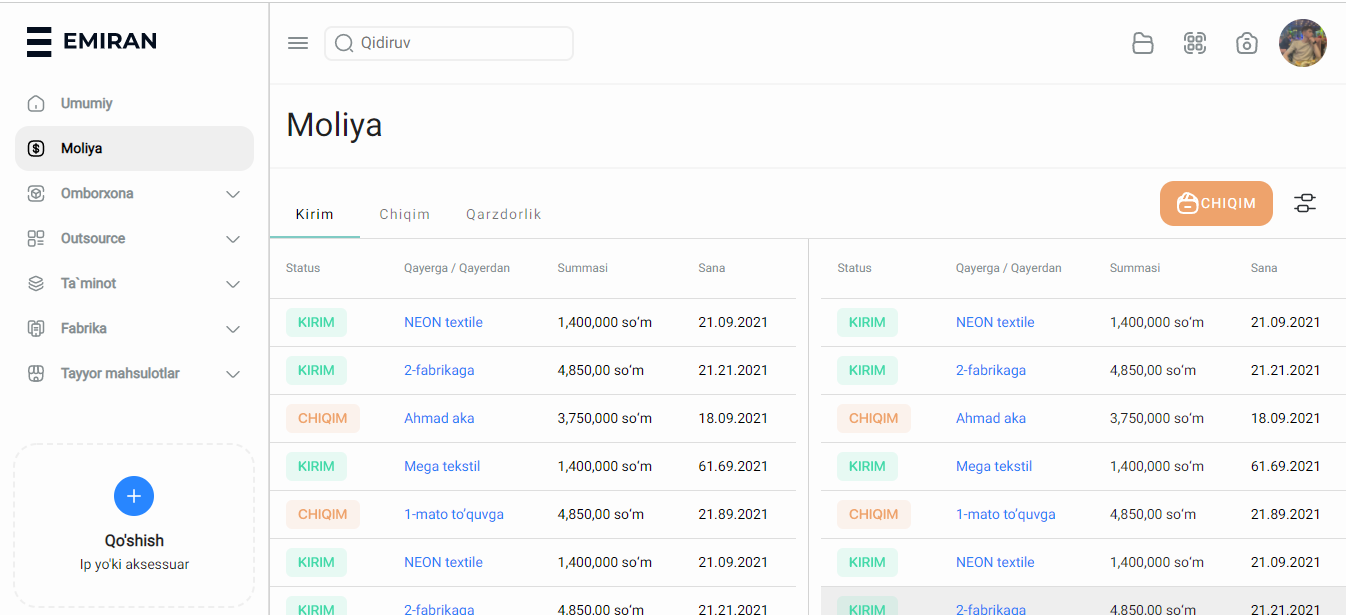 EMIRAN
Qidiruv
Umumiy
Moliya
Omborxona
Outsource
Ta`minot
Fabrika
Tayyor mahsulotlar
Qo'shish
Ip yo'ki aksessuar
Moliya
Kirim Chiqim Qarzdorlik
CHIQIM
Status Qayerga / Qayerdan Summasi Sana Status Qayerga / Qayerdan Summasi Sana
KIRIM NEON textile 1,400,000 so’m 21.09.2021 KIRIM NEON textile 1,400,000 so’m 21.09.2021
KIRIM 2-fabrikaga 4,850,00 so’m 21.21.2021 KIRIM 2-fabrikaga 4,850,00 so’m 21.21.2021
CHIQIM Ahmad aka 3,750,000 so’m 18.09.2021 CHIQIM Ahmad aka 3,750,000 so’m 18.09.2021
KIRIM Mega tekstil 1,400,000 so’m 61.69.2021 KIRIM Mega tekstil 1,400,000 so’m 61.69.2021
CHIQIM 1-mato to’quvga 4,850,00 so’m 21.89.2021 CHIQIM 1-mato to’quvga 4,850,00 so’m 21.89.2021
KIRIM NEON textile 1,400,000 so’m 21.09.2021 KIRIM NEON textile 1,400,000 so’m 21.09.2021
KIRIM 2-fabrikaga 4,850,00 so’m 21.21.2021 KIRIM 2-fabrikaga 4,850,00 so’m 21.21.2021